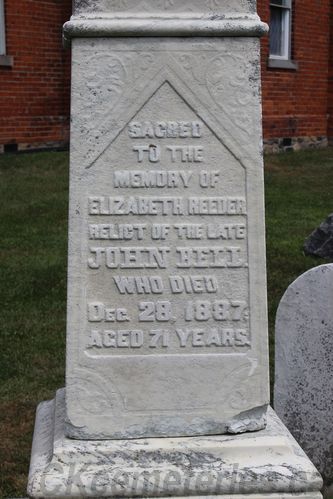 SACRED
TO THE
MEMORY OF
ELIZABETH REEDER
RELICT OF THE LATE
JOHN BELL
WHO DIED
DEC. 28, 1887
AGED 71 YEARS.